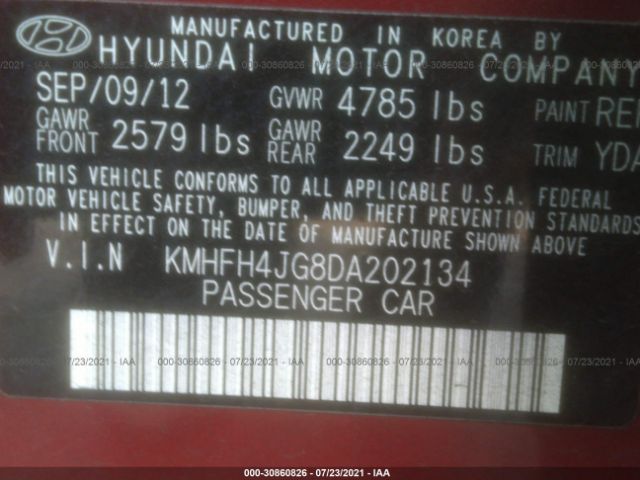 MANUFACTURED IN KOREA BY
HYUNDAI MOTOR COMPANY
SEP/09/12 GVWR 4785 lbs PAINT
GAWR FRONT 2579 lbs GAWR REAR 2249 lbs TRIM
THIS VEHICLE CONFORMS TO ALL APPLICABLE U.S.A. FEDERAL
MOTOR VEHICLE SAFETY, BUMPER, AND THEFT PREVENTION STANDARDS
IN EFFECT ON THE DATE OF MANUFACTURE SHOWN ABOVE
V.I.N KMHFH4JG8DA202134
PASSENGER CAR
000-30860826 - 07/23/2021 - IAA